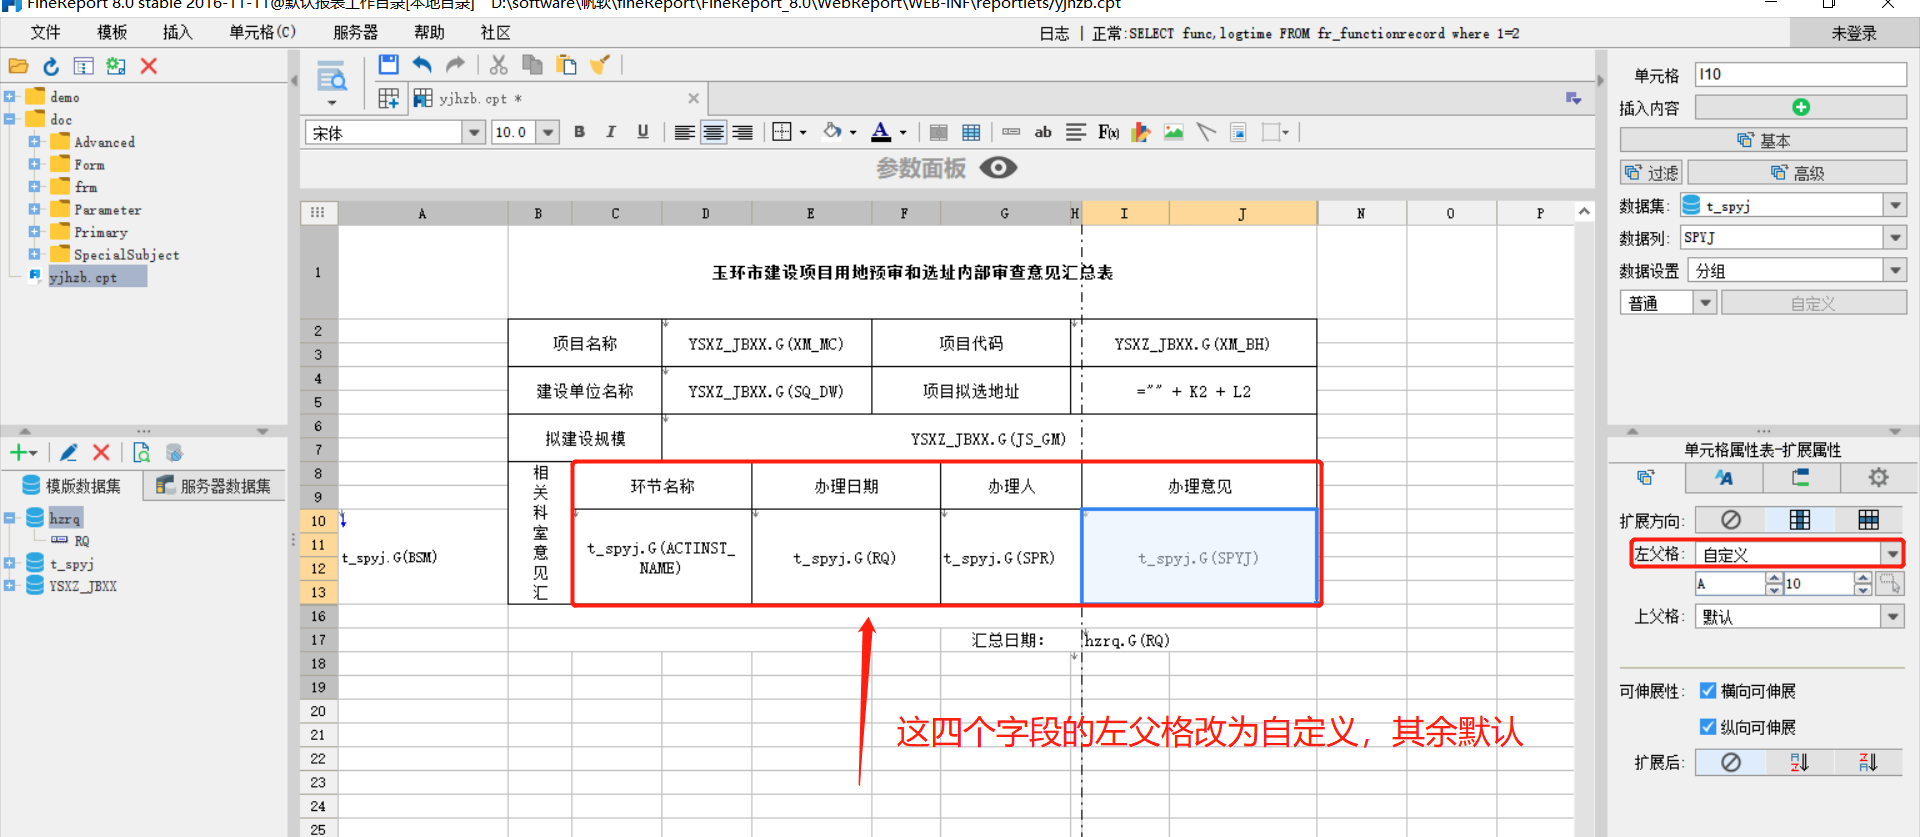 FineReport 8.0 stable 2016-11-11@默认报表工作目录[本地目录] D:\software\帆软\fineReport\FineReport_8.0\WebReport\WEB-INF\reportlets/yjhzb.cpt
文件 模板 插入 单元格(C) 服务器 帮助 社区
日志 | 正常:SELECT func,logtime FROM fr_functionrecord where 1=2
未登录
demo
doc
Advanced
Form
frm
Parameter
Primary
SpecialSubject
yjhzb.cpt
模版数据集 服务器数据集
hzrq
RQ
t_spyj
YSXZ_JBXX
yjhzb.cpt *
宋体 10.0 B I U A ab F(x)
参数面板
A B C D E F G H I J N O P
1 玉环市建设项目用地预审和选址内部审查意见汇总表
2
3
项目名称 YSXZ_JBXX.G(XM_MC) 项目代码 YSXZ_JBXX.G(XM_BH)
4
5
建设单位名称 YSXZ_JBXX.G(SQ_DW) 项目拟选地址 ="" + K2 + L2
6
7
拟建设规模 YSXZ_JBXX.G(JS_GM)
8
9
相
关
科
室
意
见
汇
环节名称 办理日期 办理人 办理意见
10
11
12
13
t_spyj.G(BSM)
t_spyj.G(ACTINST_
NAME)
t_spyj.G(RQ) t_spyj.G(SPR) t_spyj.G(SPYJ)
16
17 汇总日期： hzrq.G(RQ)
18
19
20
21
22
23
24
25
这四个字段的左父格改为自定义，其余默认
单元格 I10
插入内容
基本
过滤 高级
数据集: t_spyj
数据列: SPYJ
数据设置 分组
普通 自定义
单元格属性表-扩展属性
扩展方向:
左父格: 自定义
A 10
上父格: 默认
可伸展性: 横向可伸展
纵向可伸展
扩展后: